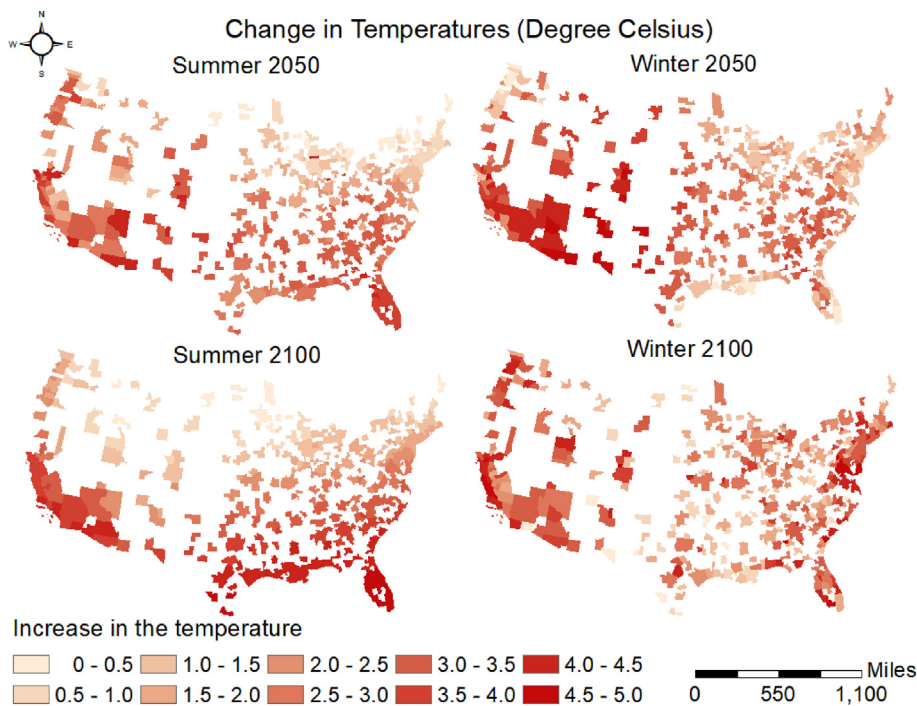 Change in Temperatures (Degree Celsius)
N
W E
S
Summer 2050
Winter 2050
Summer 2100
Winter 2100
Increase in the temperature
0 - 0.5 1.0 - 1.5 2.0 - 2.5 3.0 - 3.5 4.0 - 4.5
0.5 - 1.0 1.5 - 2.0 2.5 - 3.0 3.5 - 4.0 4.5 - 5.0
Miles
0 550 1,100